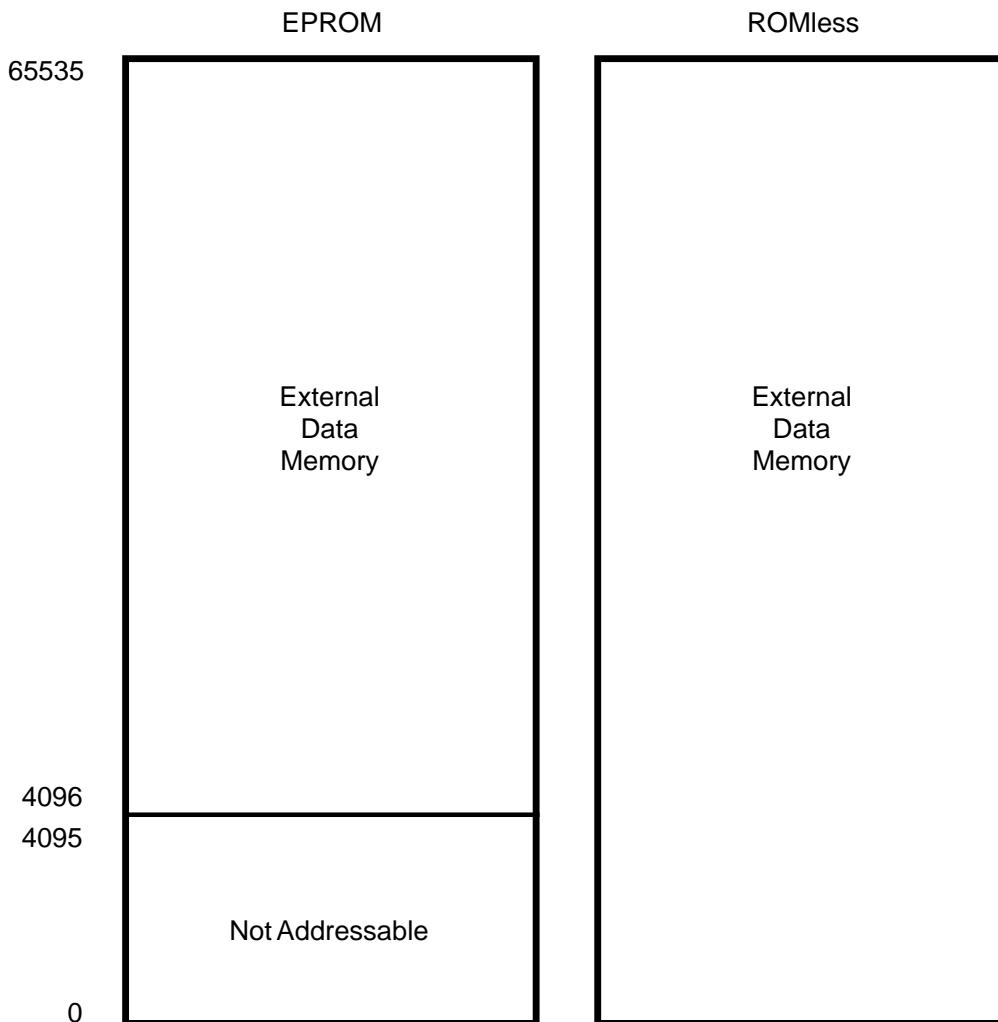 EPROM
ROMless
65535
External
Data
Memory
External
Data
Memory
4096
4095
Not Addressable
0